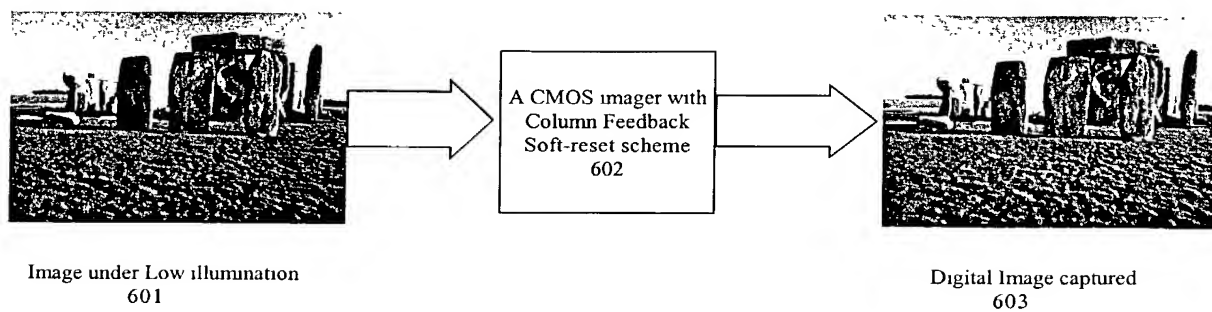 A CMOS imager with
Column Feedback
Soft-reset scheme
602
Image under Low illumination
601
Digital Image captured
603